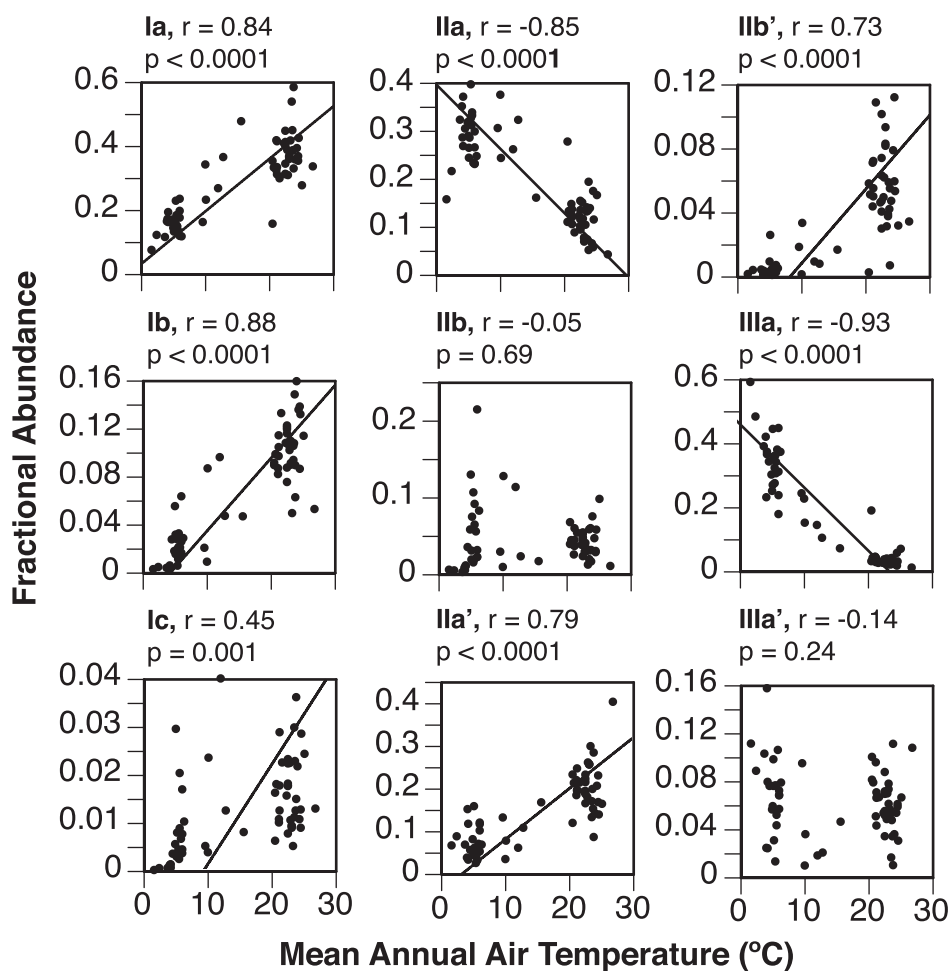 Ia, r = 0.84
p < 0.0001
0.6
0.4
0.2
0
IIa, r = -0.85
p < 0.0001
0.4
0.3
0.2
0.1
0
IIb’, r = 0.73
p < 0.0001
0.12
0.08
0.04
0
Fractional Abundance
Ib, r = 0.88
p < 0.0001
0.16
0.12
0.08
0.04
0
IIb, r = -0.05
p = 0.69
0.2
0.1
0
IIIa, r = -0.93
p < 0.0001
0.6
0.4
0.2
0
Ic, r = 0.45
p = 0.001
0.04
0.03
0.02
0.01
0
0 10 20 30
IIa’, r = 0.79
p < 0.0001
0.4
0.3
0.2
0.1
0
0 10 20 30
IIIa’, r = -0.14
p = 0.24
0.16
0.12
0.08
0.04
0
0 10 20 30
Mean Annual Air Temperature (ºC)